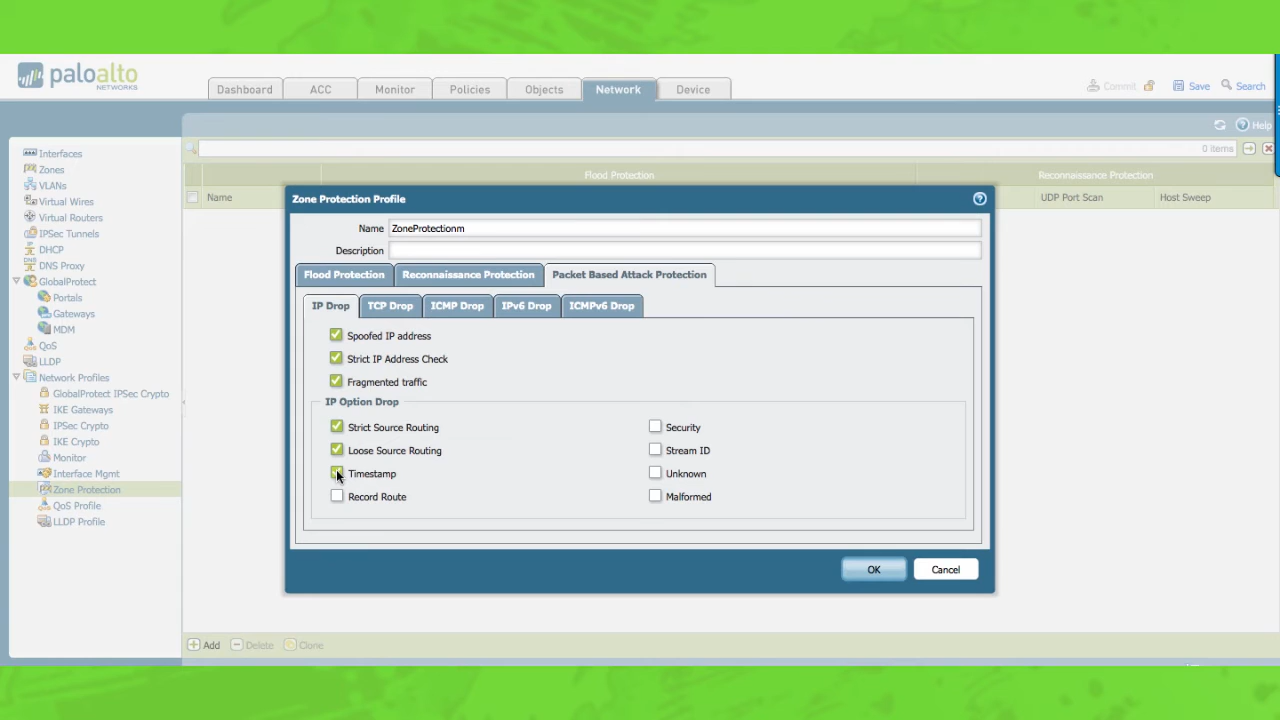 paloalto
NETWORKS
Dashboard
ACC
Monitor
Policies
Objects
Network
Device
Commit
Save
Search
Help
0 items
Interfaces
Zones
VLANs
Virtual Wires
Virtual Routers
IPSec Tunnels
DHCP
DNS Proxy
GlobalProtect
Portals
Gateways
MDM
QoS
LLDP
Network Profiles
GlobalProtect IPSec Crypto
IKE Gateways
IPSec Crypto
IKE Crypto
Monitor
Interface Mgmt
Zone Protection
QoS Profile
LLDP Profile
Flood Protection
Reconnaissance Protection
Name
UDP Port Scan
Host Sweep
Zone Protection Profile
Name ZoneProtectionm
Description
Flood Protection
Reconnaissance Protection
Packet Based Attack Protection
IP Drop
TCP Drop
ICMP Drop
IPv6 Drop
ICMPv6 Drop
Spoofed IP address
Strict IP Address Check
Fragmented traffic
IP Option Drop
Strict Source Routing
Loose Source Routing
Timestamp
Record Route
Security
Stream ID
Unknown
Malformed
OK
Cancel
Add
Delete
Clone